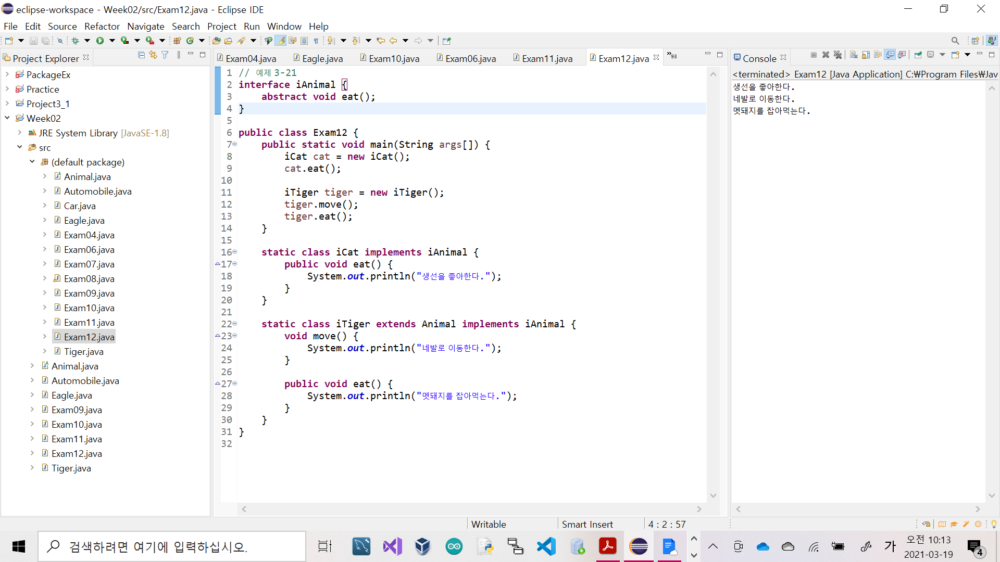 eclipse-workspace - Week02/src/Exam12.java - Eclipse IDE
File Edit Source Refactor Navigate Search Project Run Window Help
Project Explorer
PackageEx
Practice
Project3_1
Week02
JRE System Library [JavaSE-1.8]
src
(default package)
Animal.java
Automobile.java
Car.java
Eagle.java
Exam04.java
Exam06.java
Exam07.java
Exam08.java
Exam09.java
Exam10.java
Exam11.java
Exam12.java
Tiger.java
Animal.java
Automobile.java
Eagle.java
Exam09.java
Exam10.java
Exam11.java
Exam12.java
Tiger.java
Exam04.java Eagle.java Exam10.java Exam06.java Exam11.java Exam12.java »93
1 // 예제 3-21
2 interface iAnimal {
3 abstract void eat();
4 }
5
6 public class Exam12 {
7 public static void main(String args[]) {
8 iCat cat = new iCat();
9 cat.eat();
10
11 iTiger tiger = new iTiger();
12 tiger.move();
13 tiger.eat();
14 }
15
16 static class iCat implements iAnimal {
17 public void eat() {
18 System.out.println("생선을 좋아한다.");
19 }
20 }
21
22 static class iTiger extends Animal implements iAnimal {
23 void move() {
24 System.out.println("네발로 이동한다.");
25 }
26
27 public void eat() {
28 System.out.println("멧돼지를 잡아먹는다.");
29 }
30 }
31 }
32
Console
<terminated> Exam12 [Java Application] C:₩Program Files₩Jav
생선을 좋아한다.
네발로 이동한다.
멧돼지를 잡아먹는다.
Writable Smart Insert 4 : 2 : 57
검색하려면 여기에 입력하십시오.
가
오전 10:13
2021-03-19
4